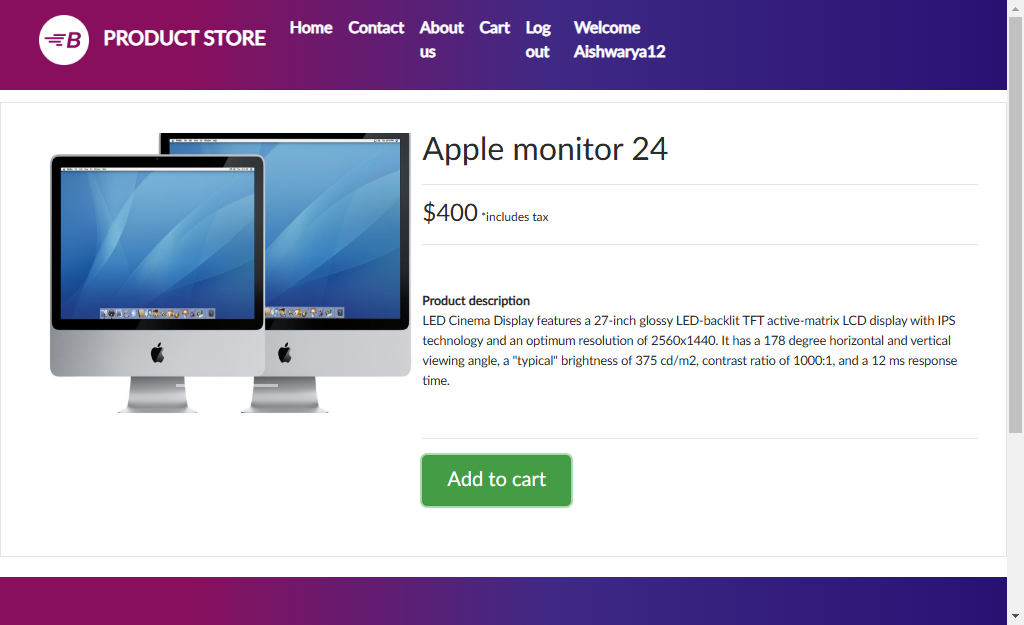 B PRODUCT STORE
Home Contact About us Cart Log out Welcome Aishwarya12
Apple monitor 24
$400 *includes tax
Product description
LED Cinema Display features a 27-inch glossy LED-backlit TFT active-matrix LCD display with IPS
technology and an optimum resolution of 2560x1440. It has a 178 degree horizontal and vertical
viewing angle, a "typical" brightness of 375 cd/m2, contrast ratio of 1000:1, and a 12 ms response
time.
Add to cart